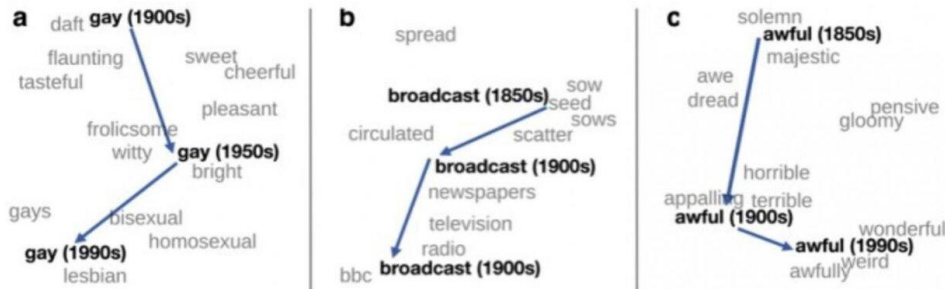 a
daft gay (1900s)
flaunting
sweet
tasteful
cheerful
pleasant
frolicsome
witty
gay (1950s)
bright
gays
bisexual
homosexual
gay (1990s)
lesbian
b
spread
broadcast (1850s)
sow
seed
sows
circulated
scatter
broadcast (1900s)
newspapers
television
radio
bbc
broadcast (1900s)
c
solemn
awful (1850s)
majestic
awe
dread
pensive
gloomy
horrible
appalling terrible
awful (1900s)
wonderful
awful (1990s)
weird
awfully